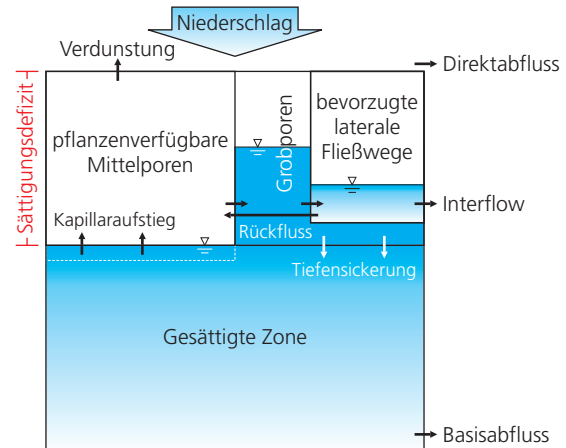 Niederschlag
Verdunstung
Direktabfluss
Sättigungsdefizit
pflanzenverfügbare
Mittelporen
Grobporen
bevorzugte
laterale
Fließwege
Interflow
Kapillaraufstieg
Rückfluss
Tiefensickerung
Gesättigte Zone
Basisabfluss